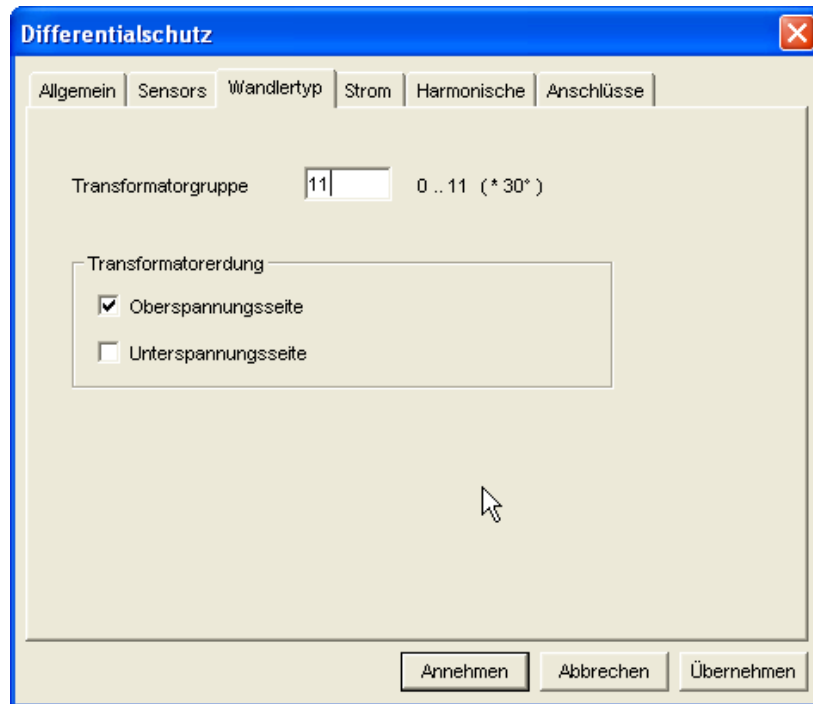 Differentialschutz
Allgemein Sensors Wandlertyp Strom Harmonische Anschlüsse
Transformatorgruppe 11 0 .. 11 (* 30° )
Transformatorerdung
Oberspannungsseite
Unterspannungsseite
Annehmen Abbrechen Übernehmen